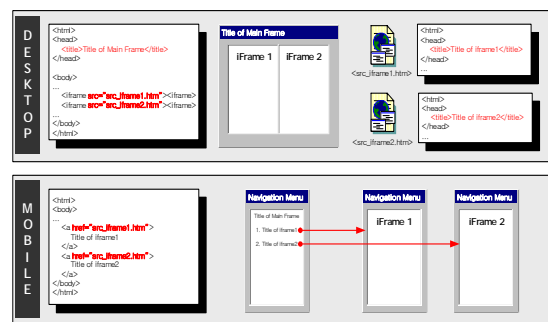 DESKTOP
<html>
<head>
<title>Title of Main Frame</title>
</head>
<body>
...
<iframe src="src_iframe1.htm"><iframe>
<iframe src="src_iframe2.htm"><iframe>
</body>
</html>
Title of Main Frame
iFrame 1
iFrame 2
<src_iframe1.htm>
<html>
<head>
<title>Title of iframe1</title>
</head>
...
<src_iframe2.htm>
<html>
<head>
<title>Title of iframe2</title>
</head>
...
MOBILE
<html>
<body>
...
<a href="src_iframe1.htm">
Title of iframe1
</a>
<a href="src_iframe2.htm">
Title of iframe2
</a>
</body>
</html>
Navigation Menu
Title of Main Frame
1. Title of iframe1
2. Title of iframe2
Navigation Menu
iFrame 1
Navigation Menu
iFrame 2